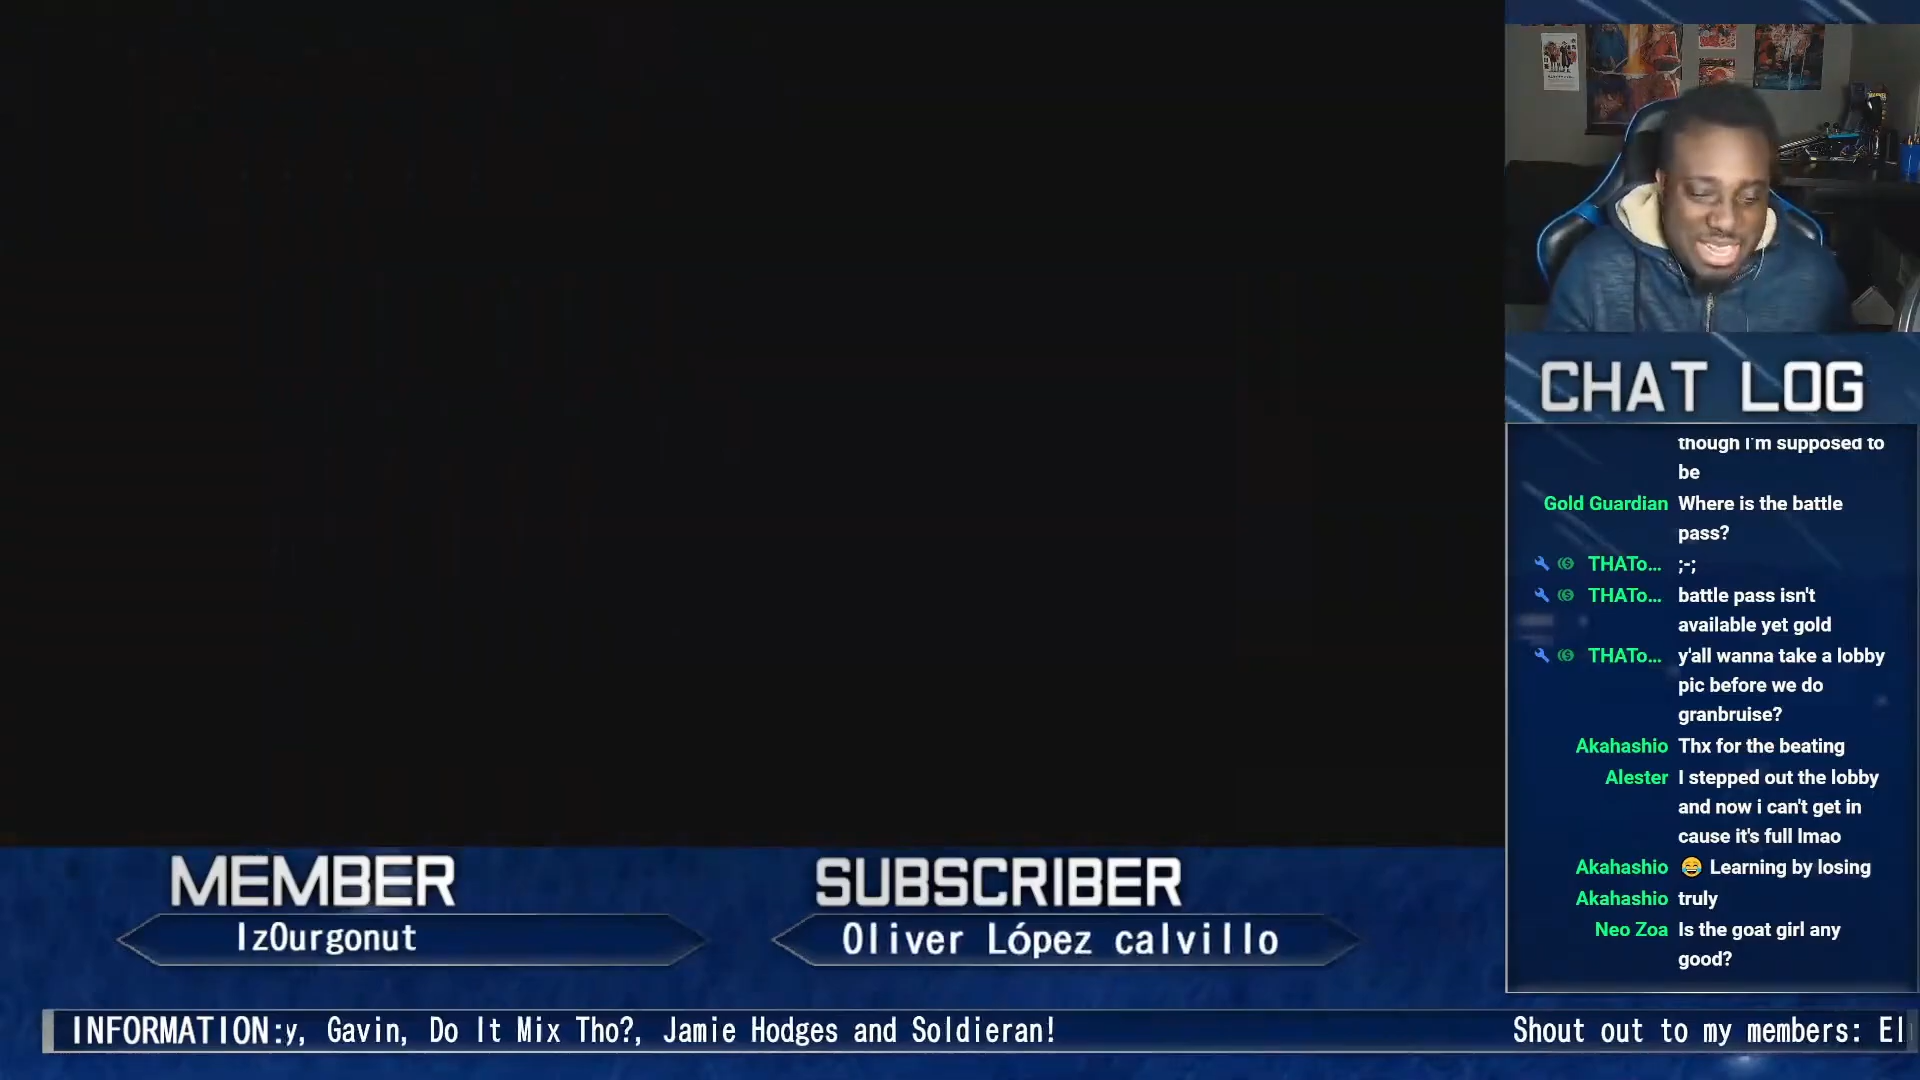 CHAT LOG
though I'm supposed to
be
Gold Guardian Where is the battle
pass?
THATo... ;-;
THATo... battle pass isn't
available yet gold
THATo... y'all wanna take a lobby
pic before we do
granbruise?
Akahashio Thx for the beating
Alester I stepped out the lobby
and now i can't get in
cause it's full lmao
Akahashio 😂 Learning by losing
Akahashio truly
Neo Zoa Is the goat girl any
good?
MEMBER
IzOurgonut
SUBSCRIBER
Oliver López calvillo
INFORMATION:y, Gavin, Do It Mix Tho?, Jamie Hodges and Soldieran! Shout out to my members: El